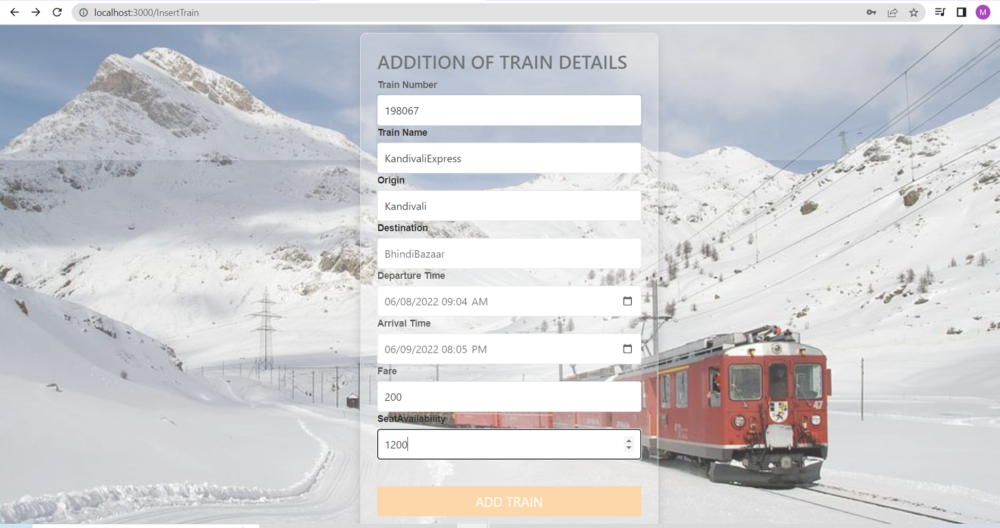 localhost:3000/InsertTrain
M
ADDITION OF TRAIN DETAILS
Train Number
198067
Train Name
KandivaliExpress
Origin
Kandivali
Destination
BhindiBazaar
Departure Time
06/08/2022 09:04 AM
Arrival Time
06/09/2022 08:05 PM
Fare
200
SeatAvailability
1200
47
ADD TRAIN